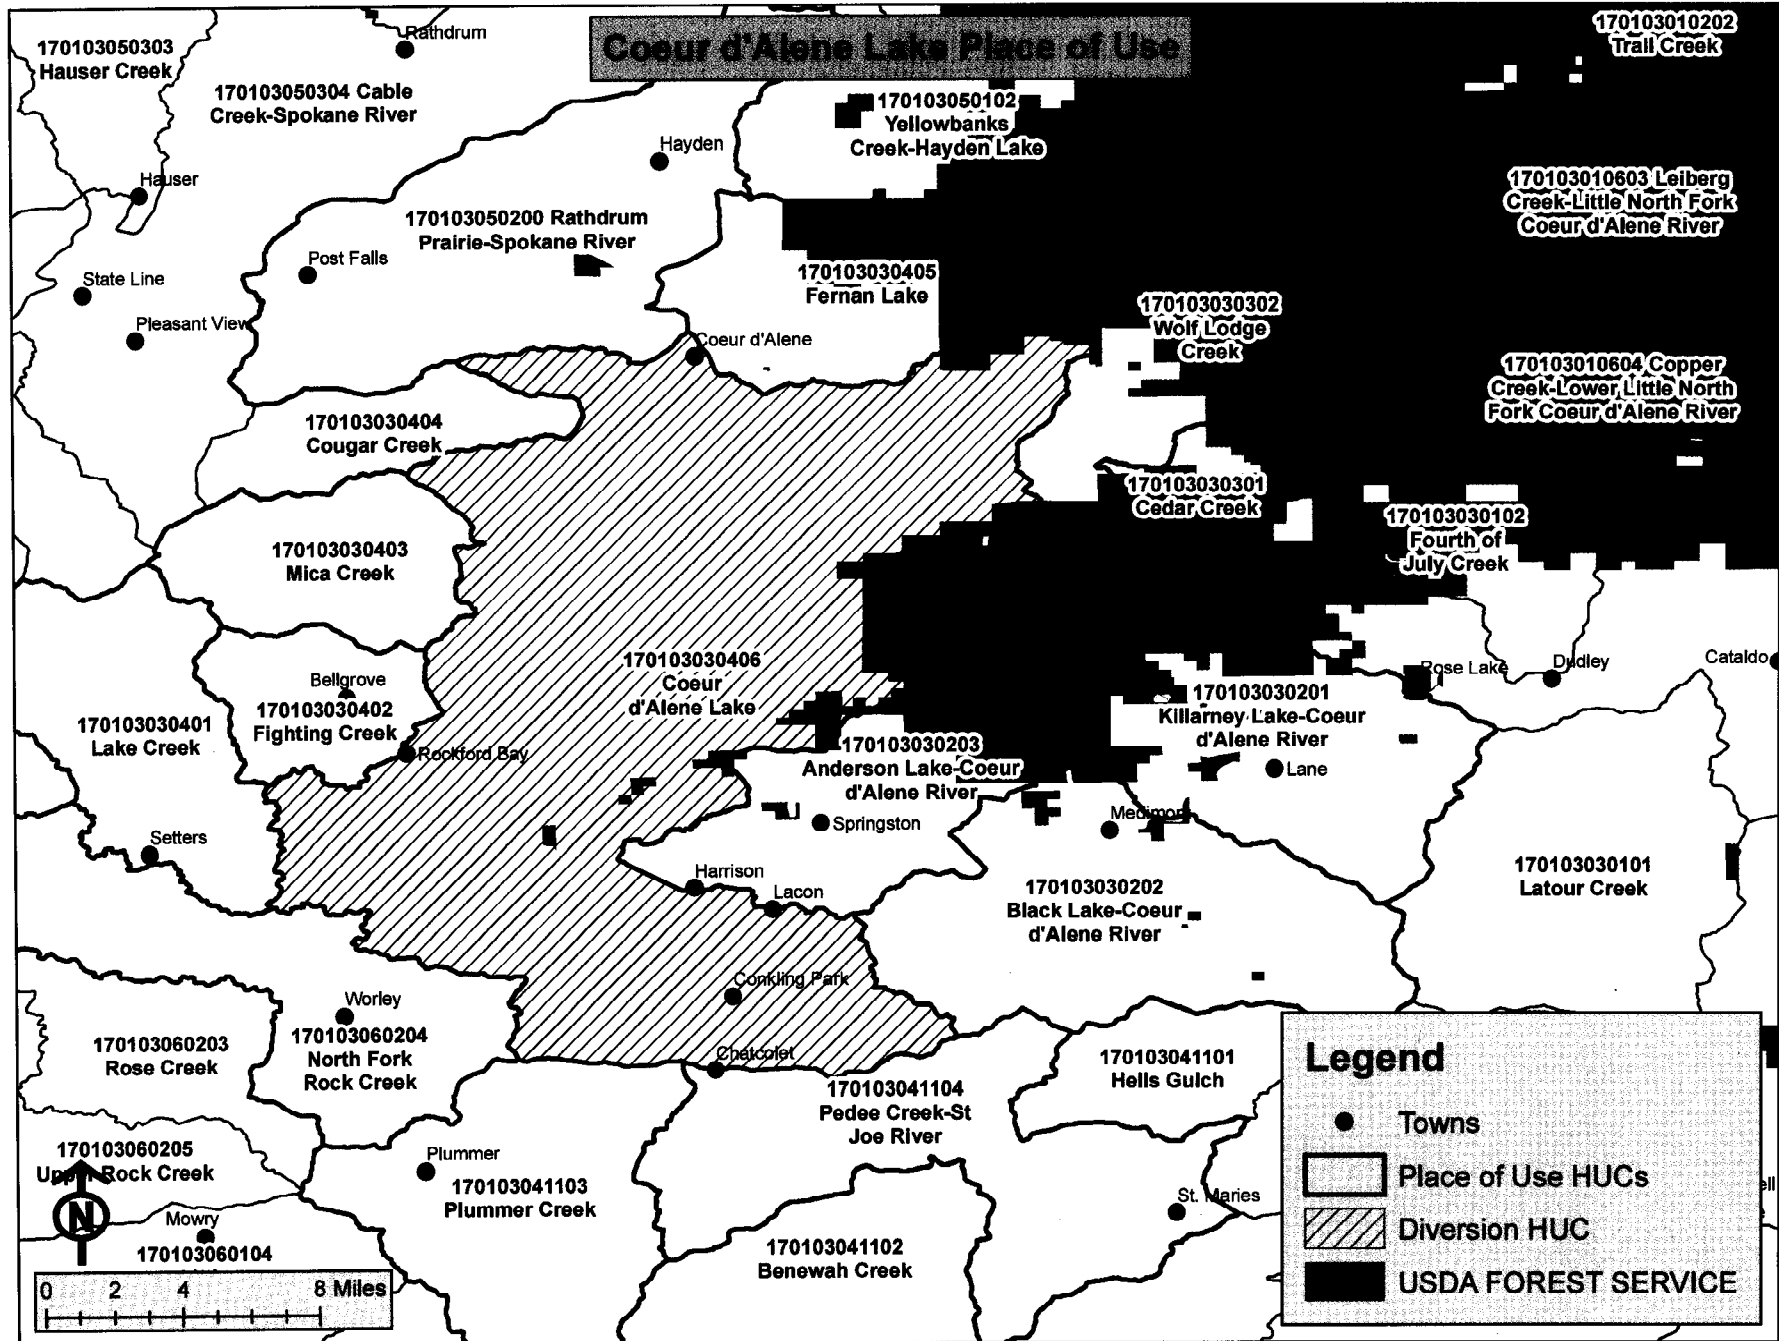 Coeur d'Alene Lake Place of Use
170103010202
Trail Creek
170103050303
Hauser Creek
Rathdrum
170103050304 Cable
Creek-Spokane River
170103050102
Yellowbanks
Creek-Hayden Lake
Hayden
Hauser
170103010603 Leiberg
Creek-Little North Fork
Coeur d'Alene River
170103050200 Rathdrum
Prairie-Spokane River
Post Falls
State Line
170103030405
Fernan Lake
Pleasant View
170103030302
Wolf Lodge
Creek
Coeur d'Alene
170103010604 Copper
Creek-Lower Little North
Fork Coeur d'Alene River
170103030404
Cougar Creek
170103030301
Cedar Creek
170103030102
Fourth of
July Creek
170103030403
Mica Creek
170103030406
Coeur
d'Alene Lake
Rose Lake
Dudley
Cataldo
Bellgrove
170103030402
Fighting Creek
170103030401
Lake Creek
170103030201
Killarney Lake-Coeur
d'Alene River
Rockford Bay
170103030203
Anderson Lake-Coeur
d'Alene River
Lane
Setters
Springston
Medimont
Harrison
Lacon
170103030202
Black Lake-Coeur
d'Alene River
170103030101
Latour Creek
Conkling Park
Worley
170103060203
Rose Creek
170103060204
North Fork
Rock Creek
Chatcolet
170103041101
Hells Gulch
170103041104
Pedee Creek-St
Joe River
170103060205
Upper Rock Creek
Plummer
170103041103
Plummer Creek
St. Maries
ell
N
Mowry
170103060104
170103041102
Benewah Creek
0 2 4 8 Miles
Legend
Towns
Place of Use HUCs
Diversion HUC
USDA FOREST SERVICE